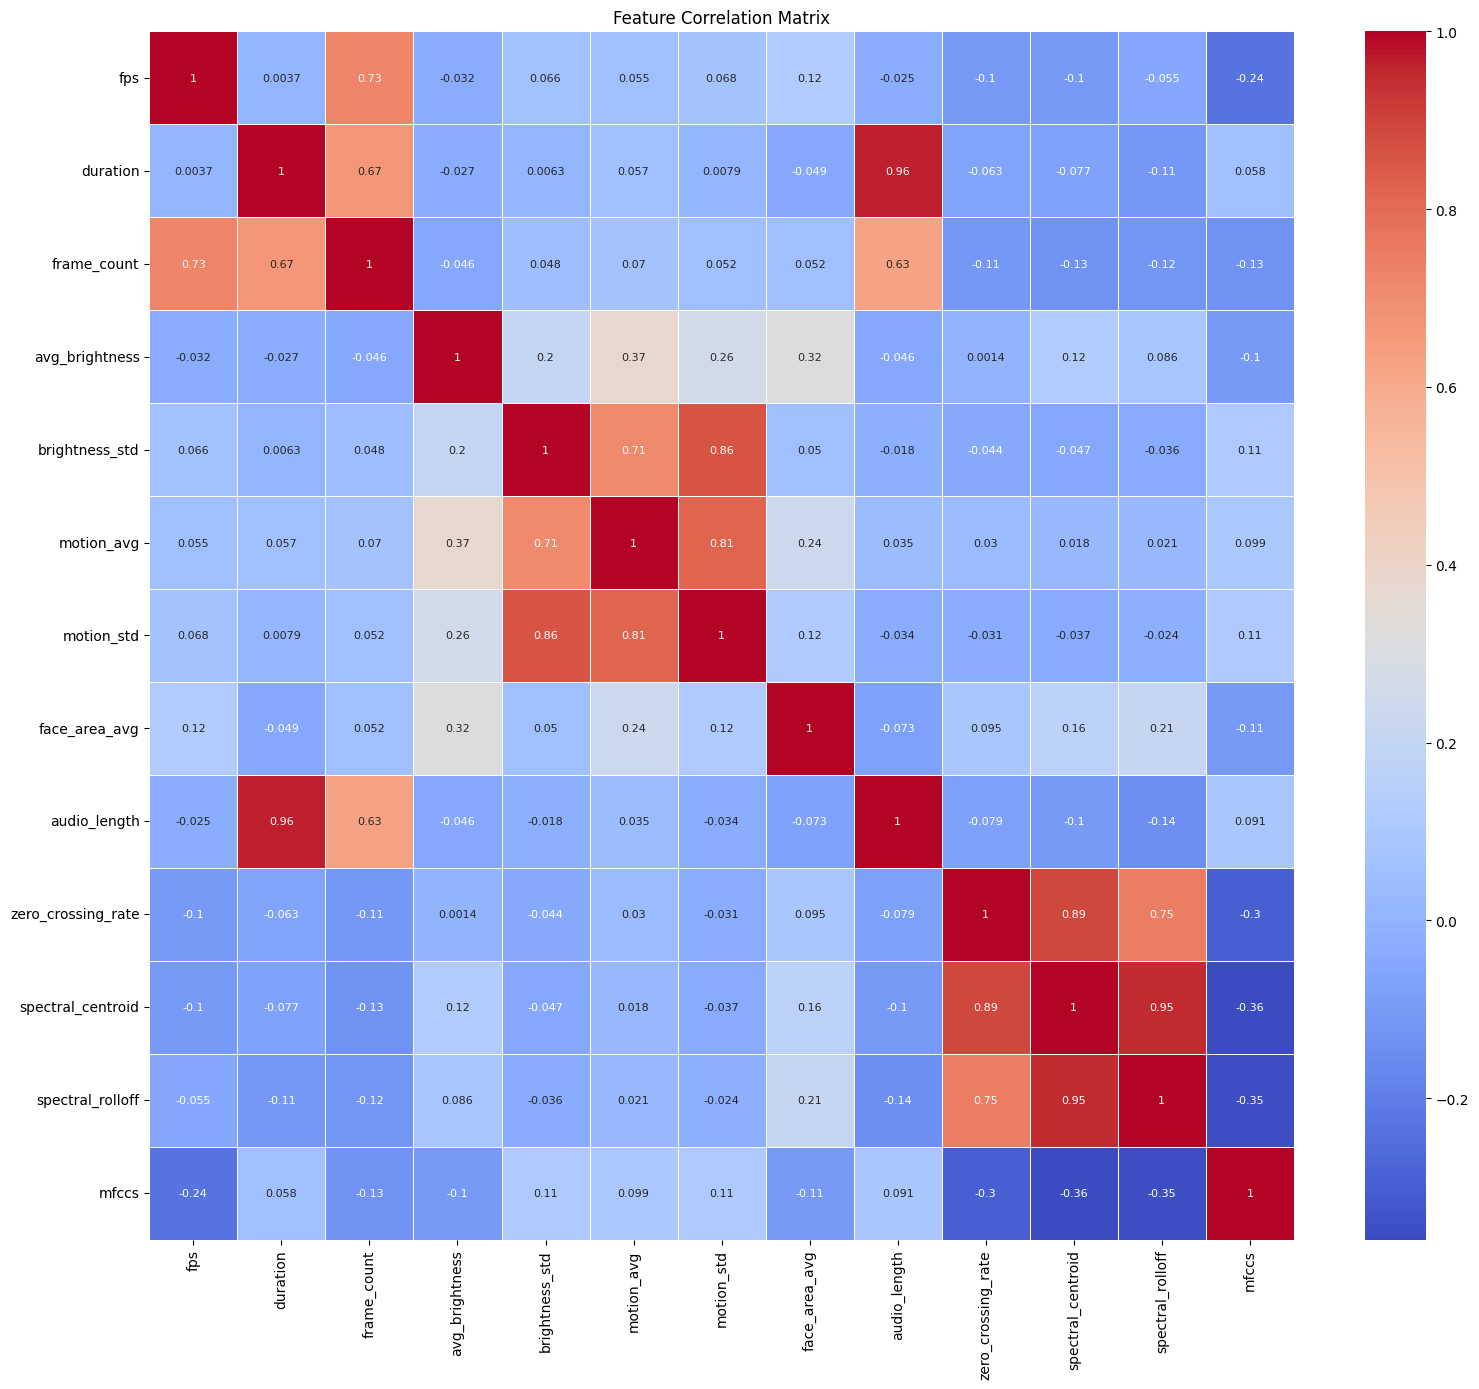 Feature Correlation Matrix
fps 1 0.0037 0.73 -0.032 0.066 0.055 0.068 0.12 -0.025 -0.1 -0.1 -0.055 -0.24
duration 0.0037 1 0.67 -0.027 0.0063 0.057 0.0079 -0.049 0.96 -0.063 -0.077 -0.11 0.058
frame_count 0.73 0.67 1 -0.046 0.048 0.07 0.052 0.052 0.63 -0.11 -0.13 -0.12 -0.13
avg_brightness -0.032 -0.027 -0.046 1 0.2 0.37 0.26 0.32 -0.046 0.0014 0.12 0.086 -0.1
brightness_std 0.066 0.0063 0.048 0.2 1 0.71 0.86 0.05 -0.018 -0.044 -0.047 -0.036 0.11
motion_avg 0.055 0.057 0.07 0.37 0.71 1 0.81 0.24 0.035 0.03 0.018 0.021 0.099
motion_std 0.068 0.0079 0.052 0.26 0.86 0.81 1 0.12 -0.034 -0.031 -0.037 -0.024 0.11
face_area_avg 0.12 -0.049 0.052 0.32 0.05 0.24 0.12 1 -0.073 0.095 0.16 0.21 -0.11
audio_length -0.025 0.96 0.63 -0.046 -0.018 0.035 -0.034 -0.073 1 -0.079 -0.1 -0.14 0.091
zero_crossing_rate -0.1 -0.063 -0.11 0.0014 -0.044 0.03 -0.031 0.095 -0.079 1 0.89 0.75 -0.3
spectral_centroid -0.1 -0.077 -0.13 0.12 -0.047 0.018 -0.037 0.16 -0.1 0.89 1 0.95 -0.36
spectral_rolloff -0.055 -0.11 -0.12 0.086 -0.036 0.021 -0.024 0.21 -0.14 0.75 0.95 1 -0.35
mfccs -0.24 0.058 -0.13 -0.1 0.11 0.099 0.11 -0.11 0.091 -0.3 -0.36 -0.35 1
fps duration frame_count avg_brightness brightness_std motion_avg motion_std face_area_avg audio_length zero_crossing_rate spectral_centroid spectral_rolloff mfccs
1.0
0.8
0.6
0.4
0.2
0.0
−0.2